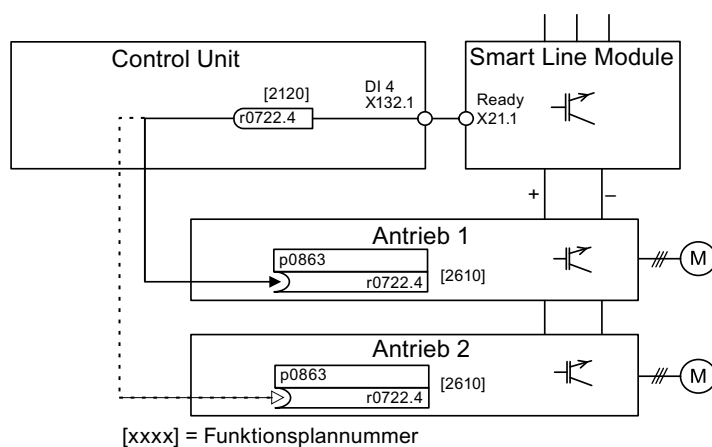 Control Unit
Smart Line Module
[2120]
r0722.4
DI 4
X132.1
Ready
X21.1
+
–
Antrieb 1
p0863
r0722.4
[2610]
M
Antrieb 2
p0863
r0722.4
[2610]
M
[xxxx] = Funktionsplannummer